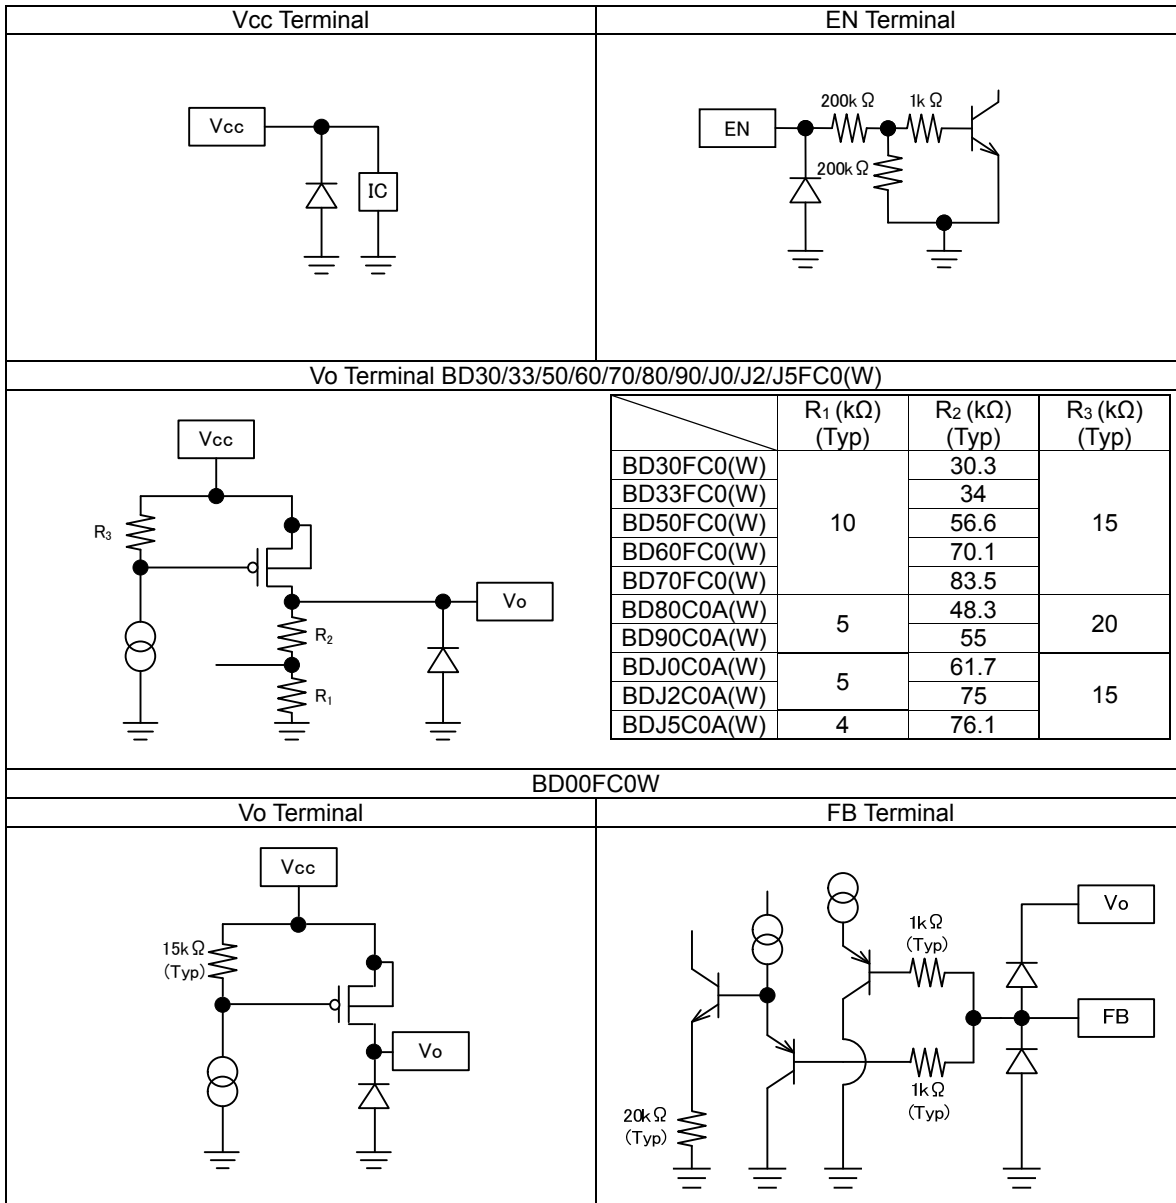 Vcc Terminal
EN Terminal
Vcc
IC
EN
200kΩ
1kΩ
200kΩ
Vo Terminal BD30/33/50/60/70/80/90/J0/J2/J5FC0(W)
Vcc
R3
Vo
R2
R1
R1 (kΩ) (Typ) R2 (kΩ) (Typ) R3 (kΩ) (Typ)
BD30FC0(W) 10 30.3 15
BD33FC0(W) 34
BD50FC0(W) 56.6
BD60FC0(W) 70.1
BD70FC0(W) 83.5
BD80C0A(W) 5 48.3 20
BD90C0A(W) 55
BDJ0C0A(W) 5 61.7 15
BDJ2C0A(W) 75
BDJ5C0A(W) 4 76.1
BD00FC0W
Vo Terminal
FB Terminal
Vcc
15kΩ
(Typ)
Vo
Vo
1kΩ
(Typ)
FB
1kΩ
(Typ)
20kΩ
(Typ)